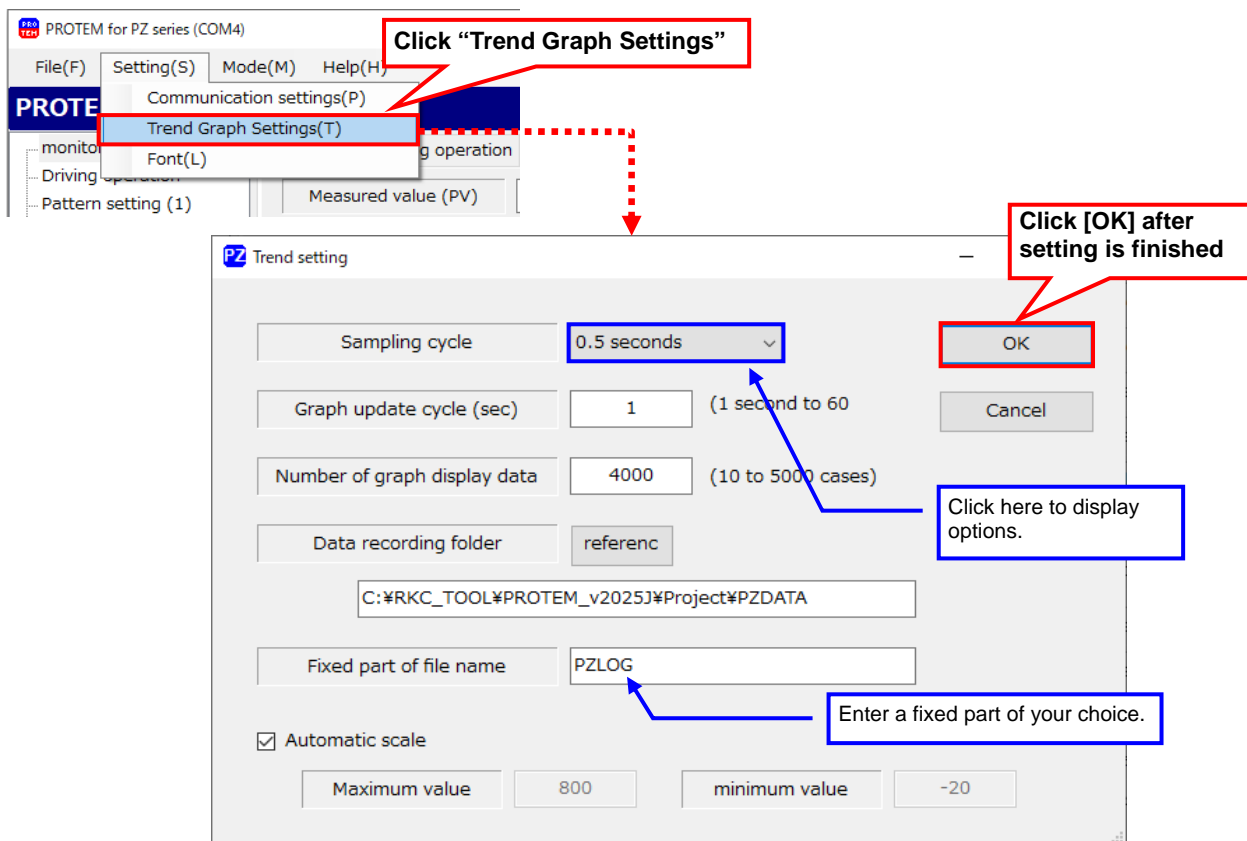 PRO
TEM
PROTEM for PZ series (COM4)
Click “Trend Graph Settings”
File(F) Setting(S) Mode(M) Help(H)
Communication settings(P)
PROTE
Trend Graph Settings(T)
monito
g operation
Font(L)
Driving operation
Measured value (PV)
Pattern setting (1)
Click [OK] after
setting is finished
PZ Trend setting
Sampling cycle 0.5 seconds OK
Graph update cycle (sec) 1 (1 second to 60 Cancel
Number of graph display data 4000 (10 to 5000 cases)
Click here to display
options.
Data recording folder referenc
C:¥RKC_TOOL¥PROTEM_v2025J¥Project¥PZDATA
Fixed part of file name PZLOG
Enter a fixed part of your choice.
Automatic scale
Maximum value 800 minimum value -20